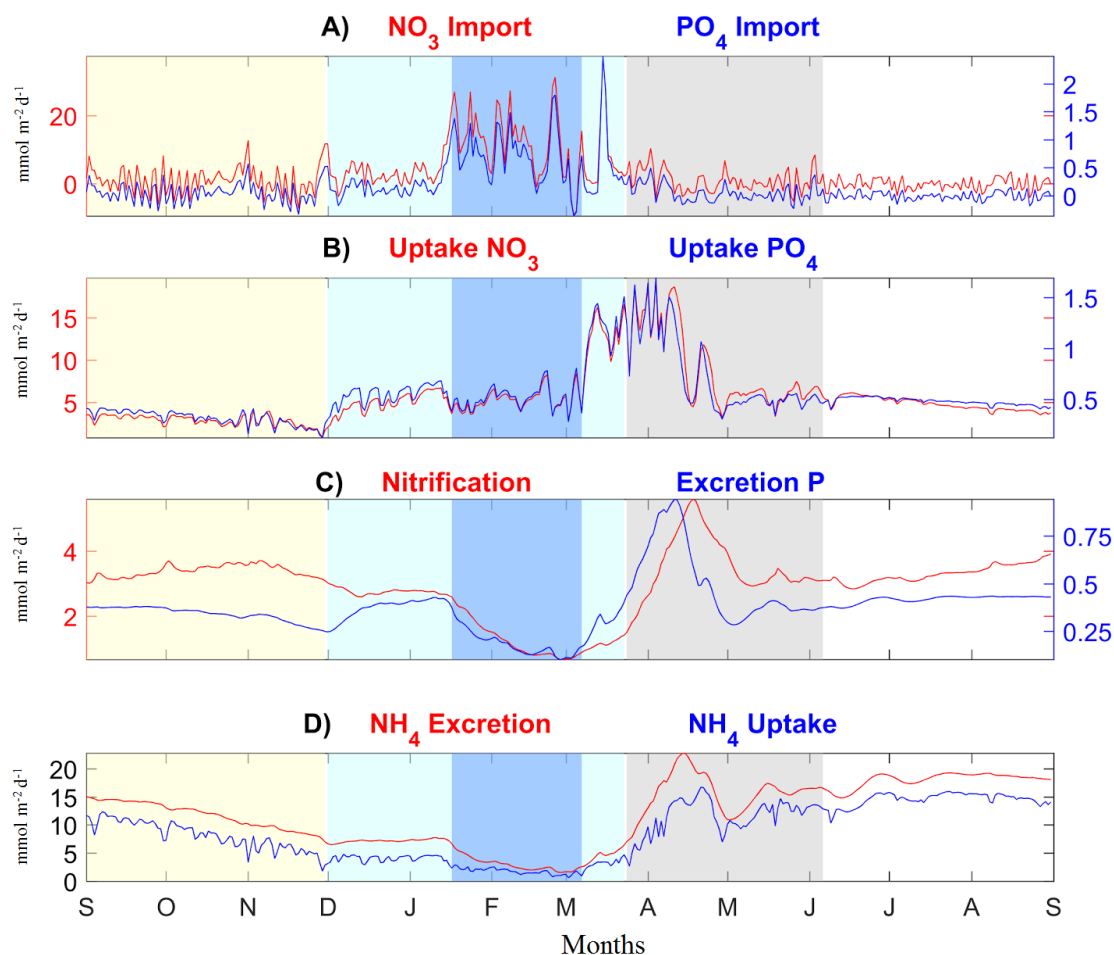 A) NO3 Import PO4 Import
mmol m-2 d-1
20
0
2
1.5
1
0.5
0
B) Uptake NO3 Uptake PO4
mmol m-2 d-1
15
10
5
1.5
1
0.5
C) Nitrification Excretion P
mmol m-2 d-1
4
2
0.75
0.5
0.25
D) NH4 Excretion NH4 Uptake
mmol m-2 d-1
20
15
10
5
0
S O N D J F M A M J J A S
Months